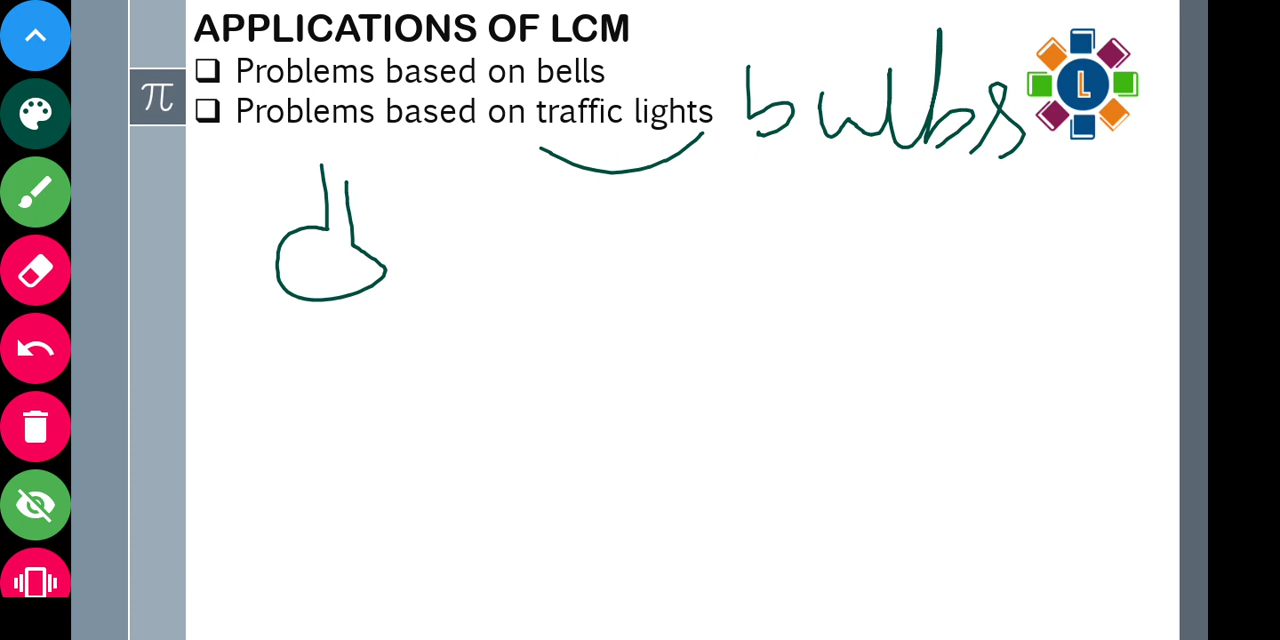 APPLICATIONS OF LCM
❑ Problems based on bells
❑ Problems based on traffic lights bulbs
π
L